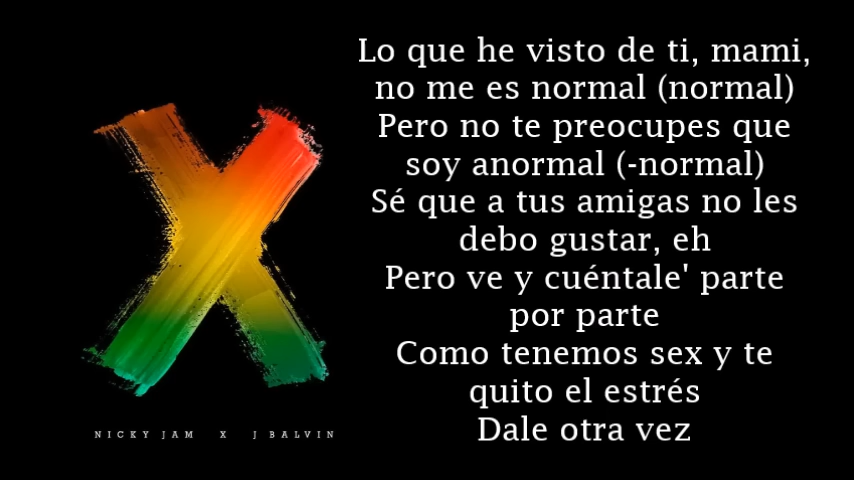 Lo que he visto de ti, mami,
no me es normal (normal)
Pero no te preocupes que
soy anormal (-normal)
Sé que a tus amigas no les
debo gustar, eh
Pero ve y cuéntale' parte
por parte
Como tenemos sex y te
quito el estrés
Dale otra vez
X
NICKY JAM X J BALVIN